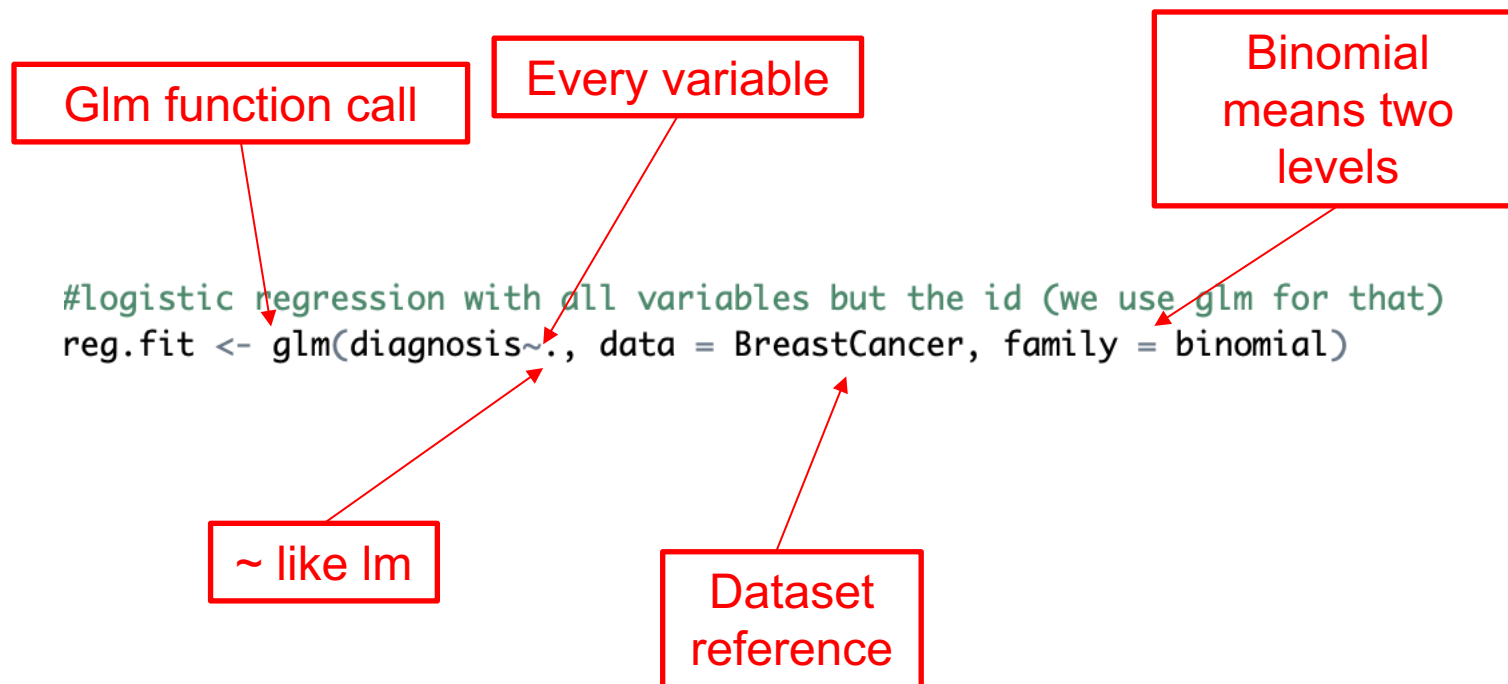 Glm function call
Every variable
Binomial
means two
levels
#logistic regression with all variables but the id (we use glm for that)
reg.fit <- glm(diagnosis~., data = BreastCancer, family = binomial)
~ like lm
Dataset
reference